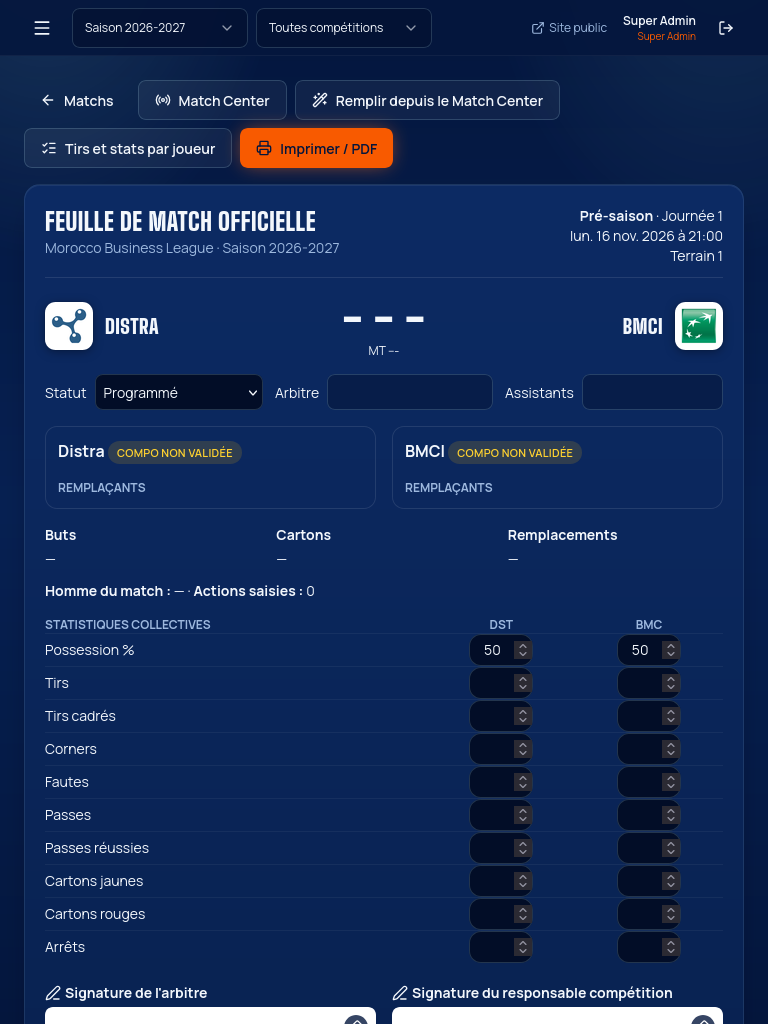 Saison 2026-2027
Toutes compétitions
Site public
Super Admin
Super Admin
Matchs
Match Center
Remplir depuis le Match Center
Tirs et stats par joueur
Imprimer / PDF
FEUILLE DE MATCH OFFICIELLE
Morocco Business League · Saison 2026-2027
Pré-saison · Journée 1
lun. 16 nov. 2026 à 21:00
Terrain 1
DISTRA
– – –
BMCI
MT –-
Statut
Programmé
Arbitre
Assistants
Distra COMPO NON VALIDÉE
REMPLAÇANTS
BMCI COMPO NON VALIDÉE
REMPLAÇANTS
Buts
—
Cartons
—
Remplacements
—
Homme du match : — · Actions saisies : 0
STATISTIQUES COLLECTIVES DST BMC
Possession % 50 50
Tirs
Tirs cadrés
Corners
Fautes
Passes
Passes réussies
Cartons jaunes
Cartons rouges
Arrêts
Signature de l'arbitre
Signature du responsable compétition